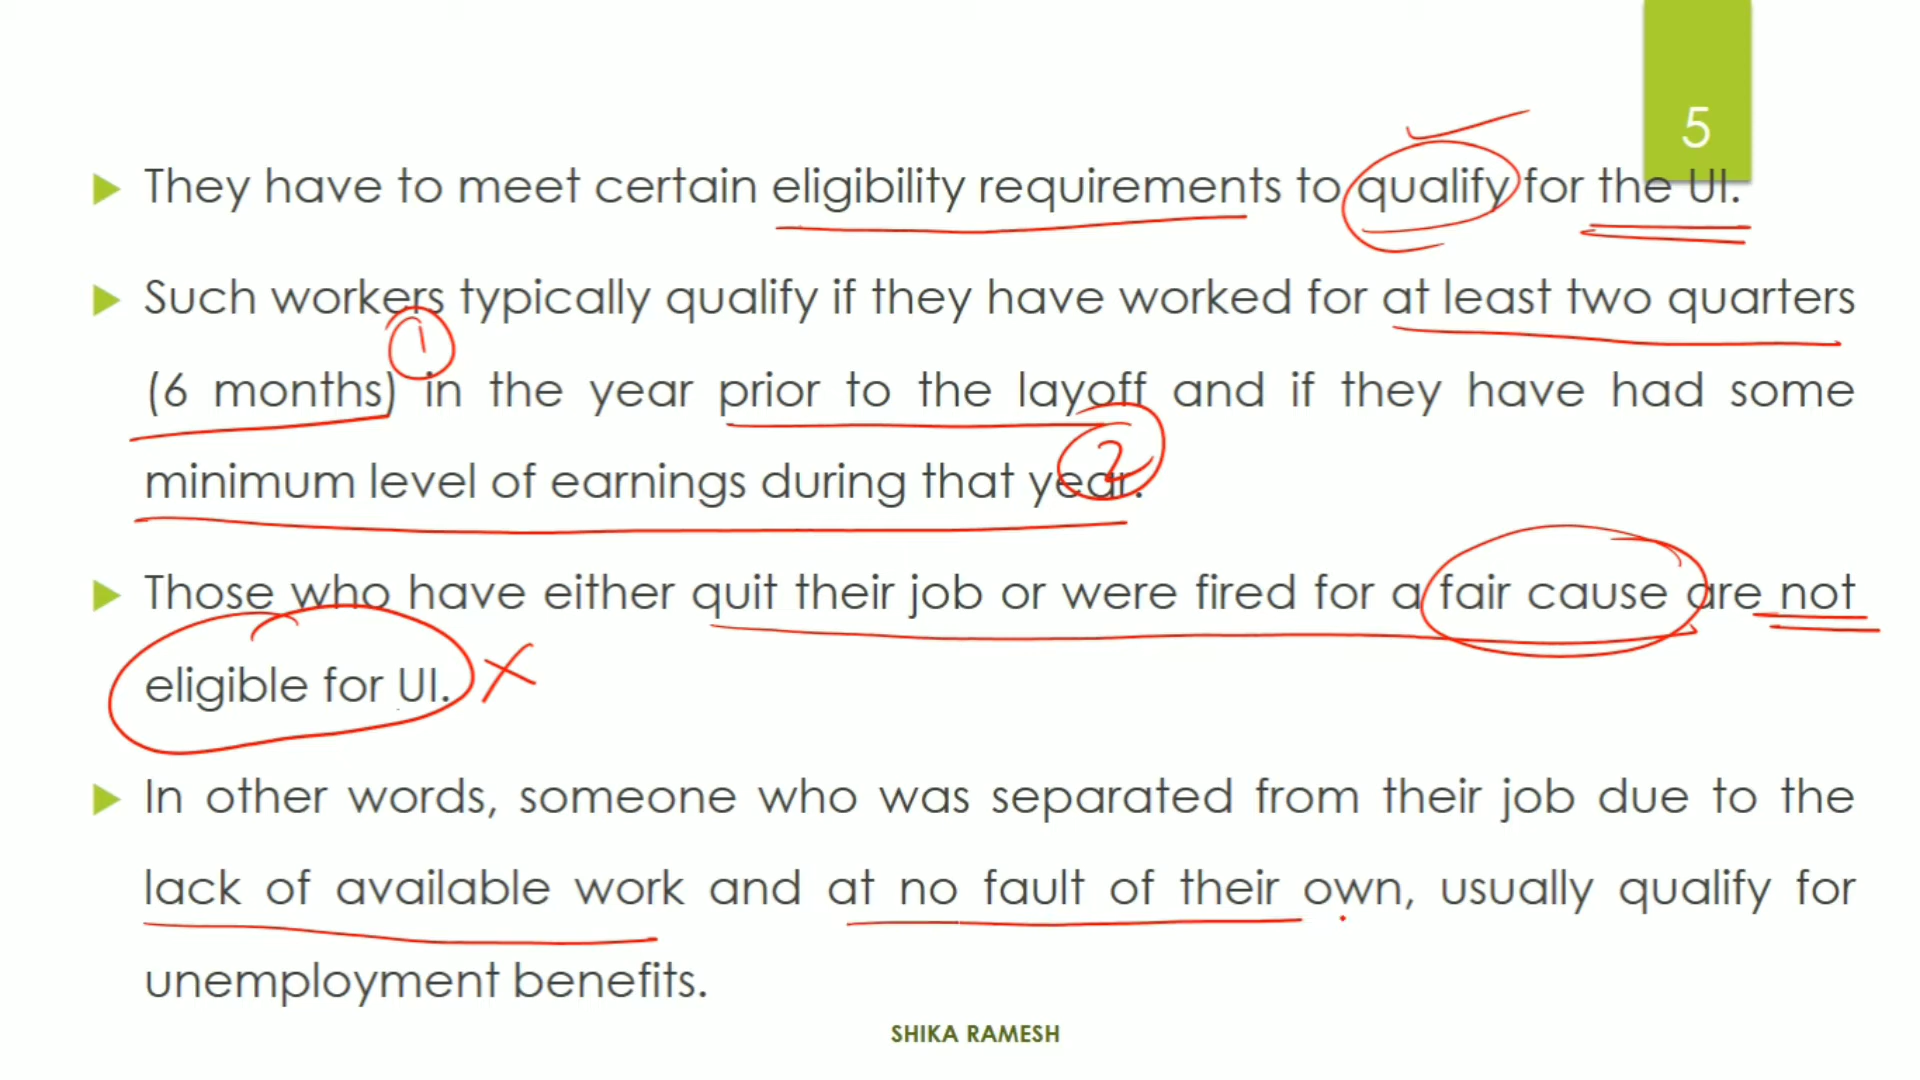 5
They have to meet certain eligibility requirements to qualify for the UI.
Such workers typically qualify if they have worked for at least two quarters
1
(6 months) in the year prior to the layoff and if they have had some
2
minimum level of earnings during that year.
Those who have either quit their job or were fired for a fair cause are not
eligible for UI.
In other words, someone who was separated from their job due to the
lack of available work and at no fault of their own, usually qualify for
unemployment benefits.
SHIKA RAMESH